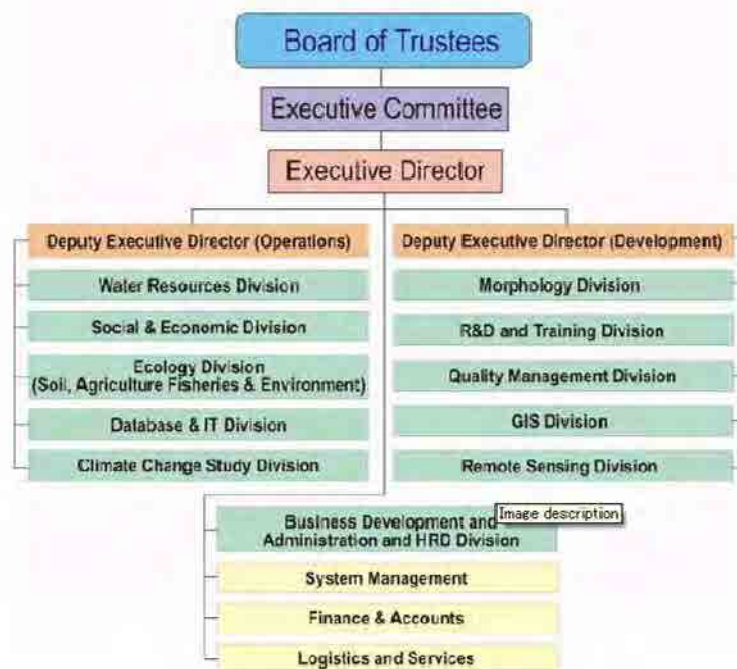 Board of Trustees
Executive Committee
Executive Director
Deputy Executive Director (Operations)
Water Resources Division
Social & Economic Division
Ecology Division
(Soil, Agriculture Fisheries & Environment)
Database & IT Division
Climate Change Study Division
Deputy Executive Director (Development)
Morphology Division
R&D and Training Division
Quality Management Division
GIS Division
Remote Sensing Division
Business Development and
Administration and HRD Division
Image description
System Management
Finance & Accounts
Logistics and Services